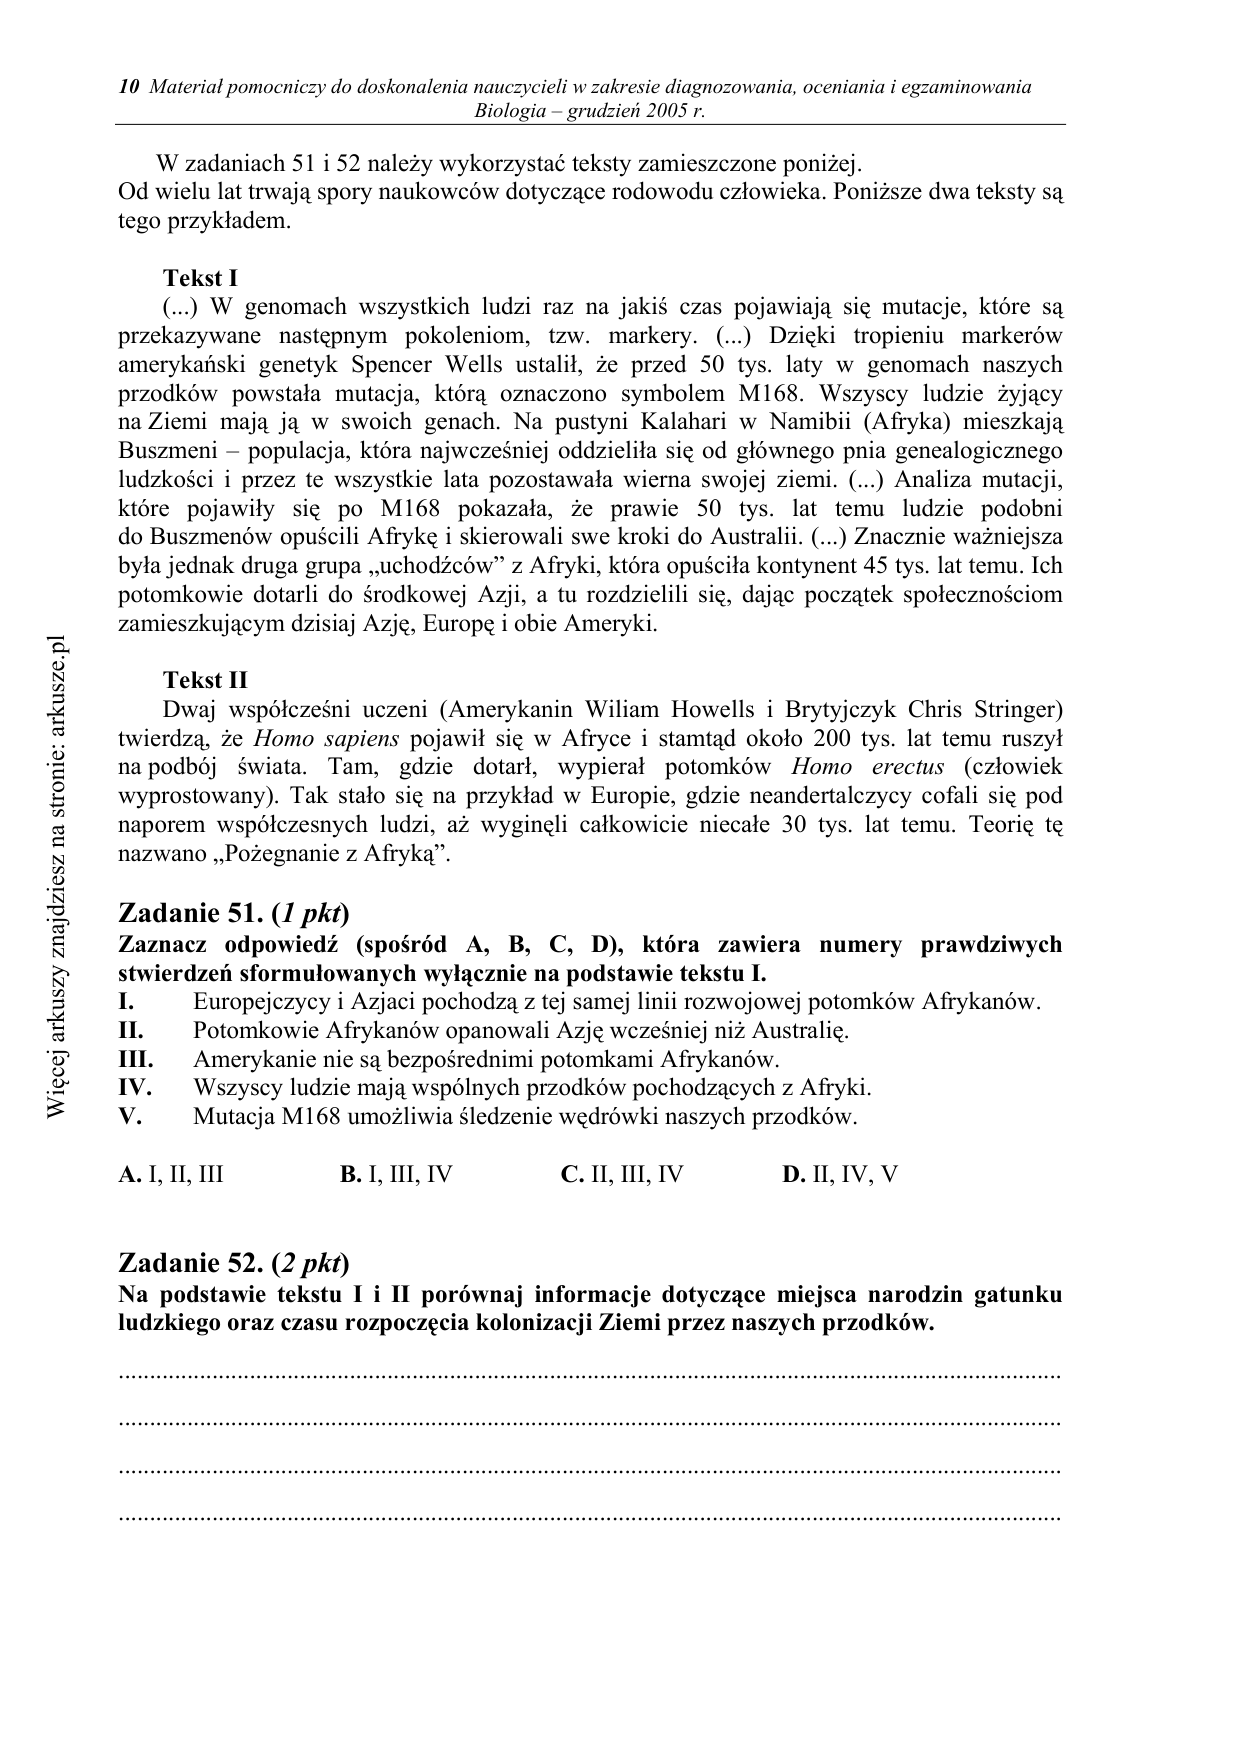 10 Materiał pomocniczy do doskonalenia nauczycieli w zakresie diagnozowania, oceniania i egzaminowania
Biologia – grudzień 2005 r.
W zadaniach 51 i 52 należy wykorzystać teksty zamieszczone poniżej.
Od wielu lat trwają spory naukowców dotyczące rodowodu człowieka. Poniższe dwa teksty są
tego przykładem.
Tekst I
(...) W genomach wszystkich ludzi raz na jakiś czas pojawiają się mutacje, które są
przekazywane następnym pokoleniom, tzw. markery. (...) Dzięki tropieniu markerów
amerykański genetyk Spencer Wells ustalił, że przed 50 tys. laty w genomach naszych
przodków powstała mutacja, którą oznaczono symbolem M168. Wszyscy ludzie żyjący
na Ziemi mają ją w swoich genach. Na pustyni Kalahari w Namibii (Afryka) mieszkają
Buszmeni – populacja, która najwcześniej oddzieliła się od głównego pnia genealogicznego
ludzkości i przez te wszystkie lata pozostawała wierna swojej ziemi. (...) Analiza mutacji,
które pojawiły się po M168 pokazała, że prawie 50 tys. lat temu ludzie podobni
do Buszmenów opuścili Afrykę i skierowali swe kroki do Australii. (...) Znacznie ważniejsza
była jednak druga grupa „uchodźców” z Afryki, która opuściła kontynent 45 tys. lat temu. Ich
potomkowie dotarli do środkowej Azji, a tu rozdzielili się, dając początek społecznościom
zamieszkującym dzisiaj Azję, Europę i obie Ameryki.
Tekst II
Dwaj współcześni uczeni (Amerykanin Wiliam Howells i Brytyjczyk Chris Stringer)
twierdzą, że Homo sapiens pojawił się w Afryce i stamtąd około 200 tys. lat temu ruszył
na podbój świata. Tam, gdzie dotarł, wypierał potomków Homo erectus (człowiek
wyprostowany). Tak stało się na przykład w Europie, gdzie neandertalczycy cofali się pod
naporem współczesnych ludzi, aż wyginęli całkowicie niecałe 30 tys. lat temu. Teorię tę
nazwano „Pożegnanie z Afryką”.
Zadanie 51. (1 pkt)
Zaznacz odpowiedź (spośród A, B, C, D), która zawiera numery prawdziwych
stwierdzeń sformułowanych wyłącznie na podstawie tekstu I.
I. Europejczycy i Azjaci pochodzą z tej samej linii rozwojowej potomków Afrykanów.
II. Potomkowie Afrykanów opanowali Azję wcześniej niż Australię.
III. Amerykanie nie są bezpośrednimi potomkami Afrykanów.
IV. Wszyscy ludzie mają wspólnych przodków pochodzących z Afryki.
V. Mutacja M168 umożliwia śledzenie wędrówki naszych przodków.
A. I, II, III B. I, III, IV C. II, III, IV D. II, IV, V
Zadanie 52. (2 pkt)
Na podstawie tekstu I i II porównaj informacje dotyczące miejsca narodzin gatunku
ludzkiego oraz czasu rozpoczęcia kolonizacji Ziemi przez naszych przodków.
Więcej arkuszy znajdziesz na stronie: arkusze.pl